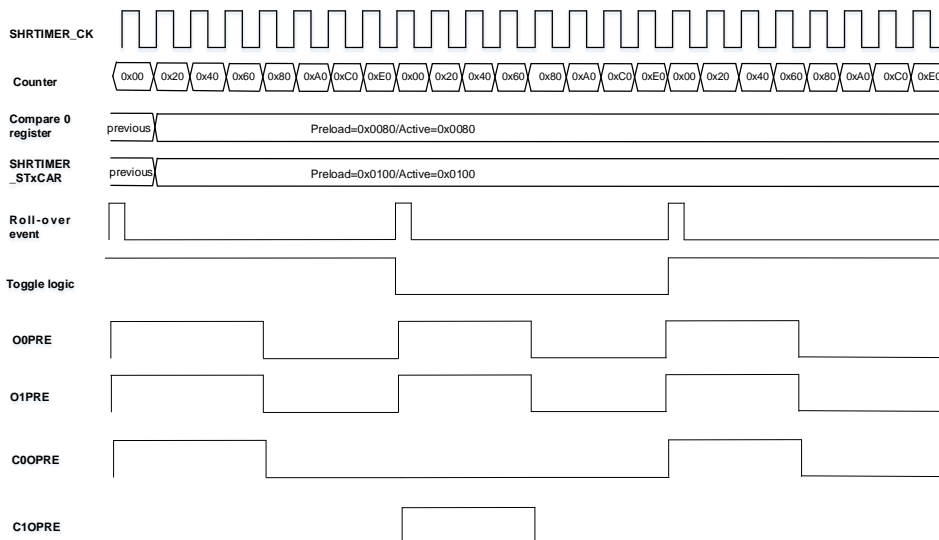 SHRTIMER_CK
Counter 0x00 0x20 0x40 0x60 0x80 0xA0 0xC0 0xE0 0x00 0x20 0x40 0x60 0x80 0xA0 0xC0 0xE0 0x00 0x20 0x40 0x60 0x80 0xA0 0xC0 0xE0
Compare 0
register
previous Preload=0x0080/Active=0x0080
SHRTIMER
_STxCAR
previous Preload=0x0100/Active=0x0100
Roll-over
event
Toggle logic
O0PRE
O1PRE
C0OPRE
C1OPRE